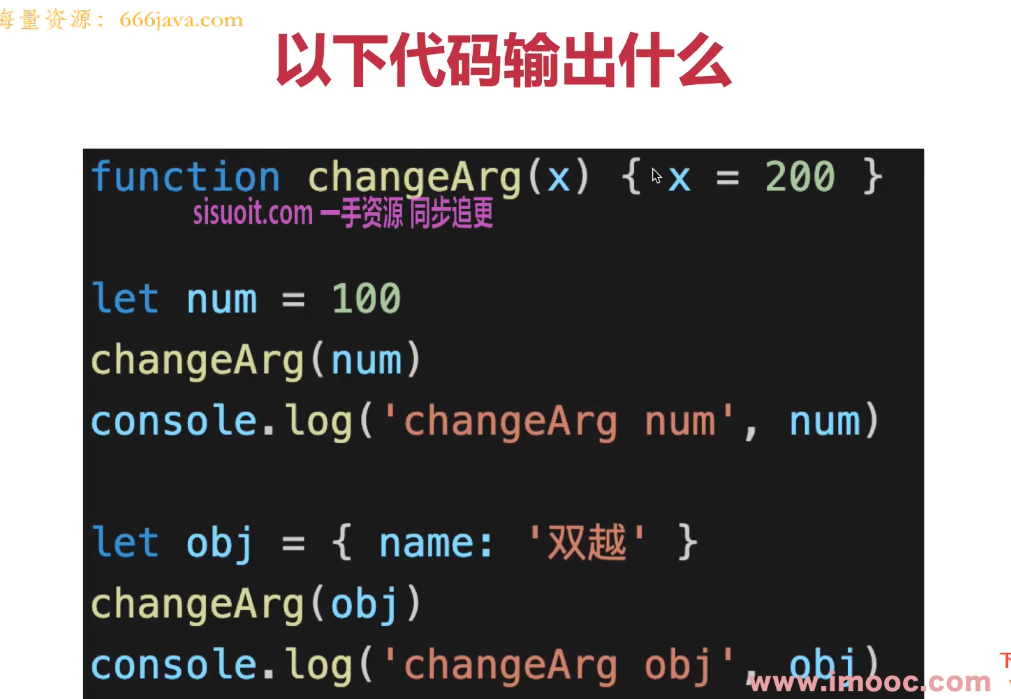 海量资源：666java.com
以下代码输出什么
function changeArg(x) { x = 200 }
sisuoit.com 一手资源 同步追更
let num = 100
changeArg(num)
console.log('changeArg num', num)
let obj = { name: '双越' }
changeArg(obj)
console.log('changeArg obj', obj)
www.imooc.com